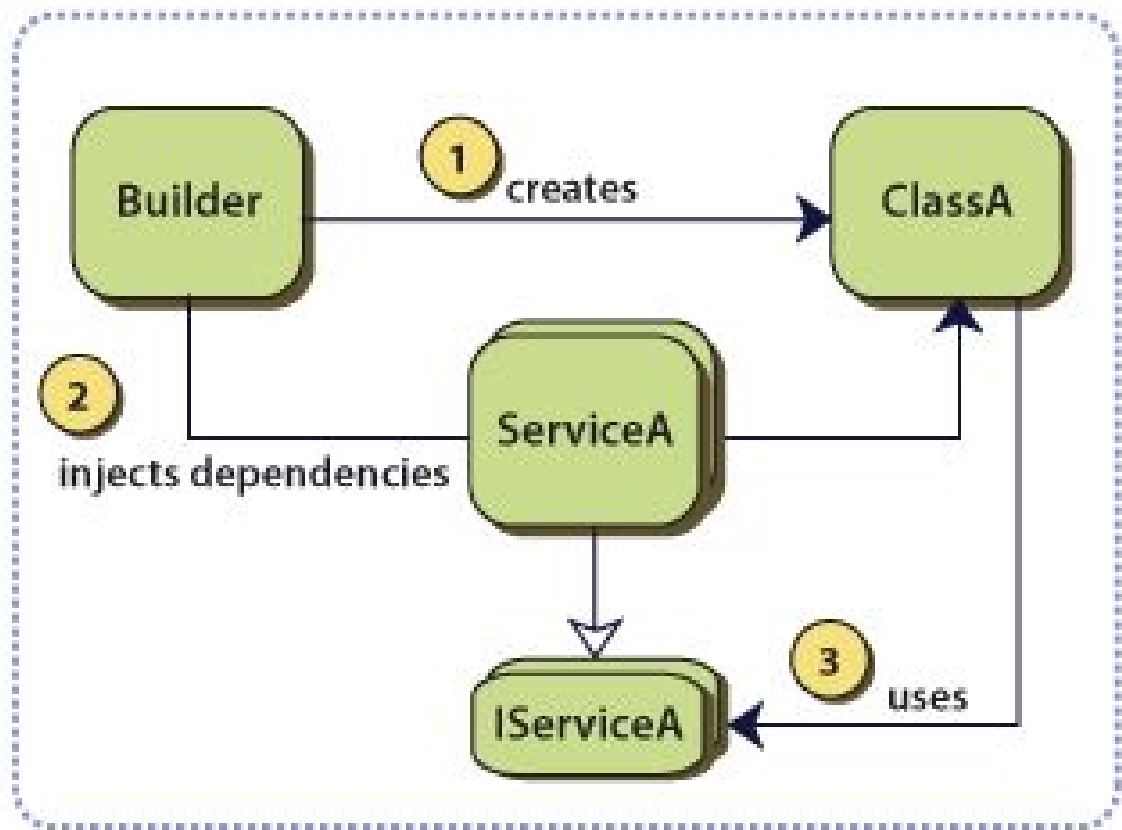 1
creates
Builder
ClassA
2
injects dependencies
ServiceA
3
uses
IServiceA